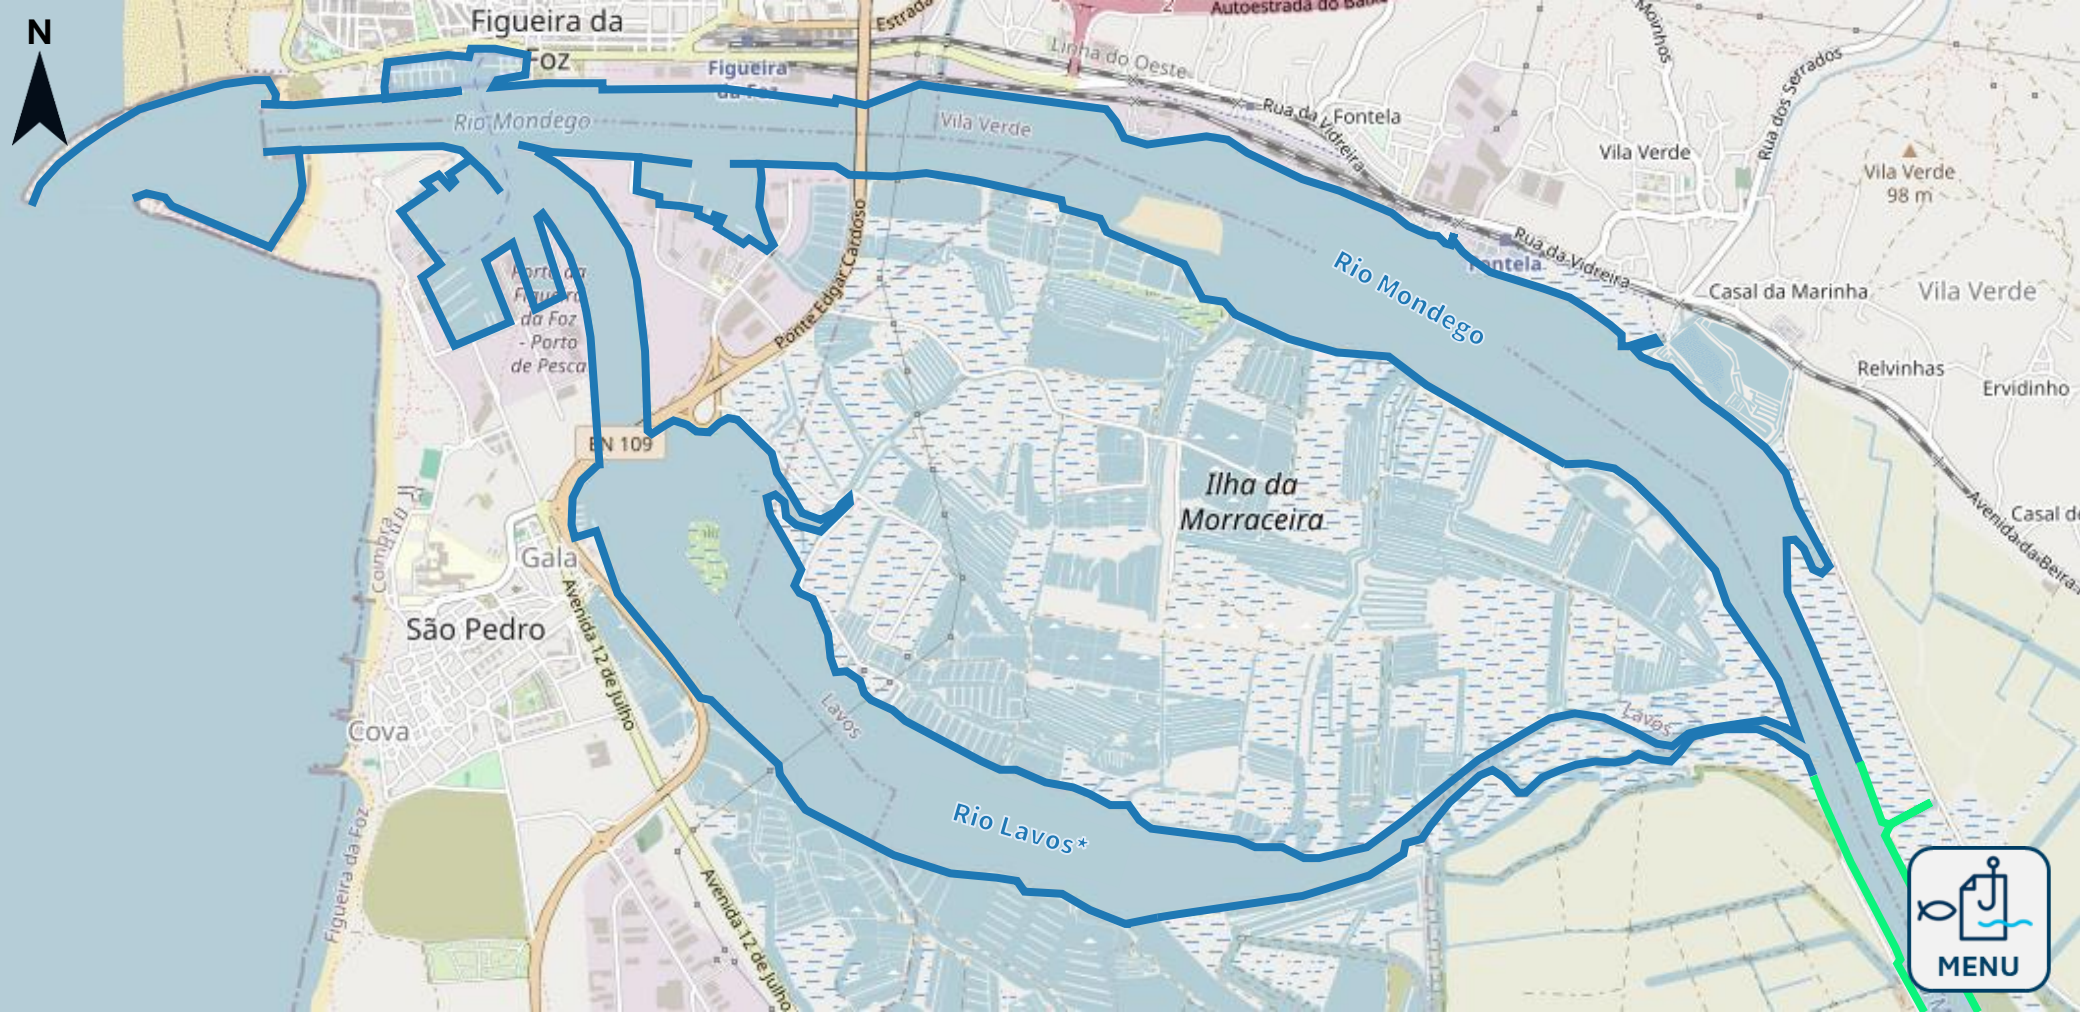 N
Figueira da
Foz
Estrada
2
Autoestrada do Baixo
Linha do Oeste
Moinhos
Rua dos Serrados
Figueira
da Foz
Rio Mondego
Vila Verde
Rua da Vidreira
Fontela
Vila Verde
Vila Verde
98 m
Rua da Vidreira
Fontela
Casal da Marinha
Vila Verde
Rio Mondego
Porto da
Figueira
da Foz
- Porto
de Pesca
Ponte Edgar Cardoso
Relvinhas
Ervidinho
EN 109
Ilha da
Morraceira
Casal d
Avenida da Beira
Coimbra
Gala
Avenida 12 de Julho
São Pedro
Lavos
Lavos
Cova
Rio Lavos*
Figueira da Foz
Avenida 12 de Julho
MENU